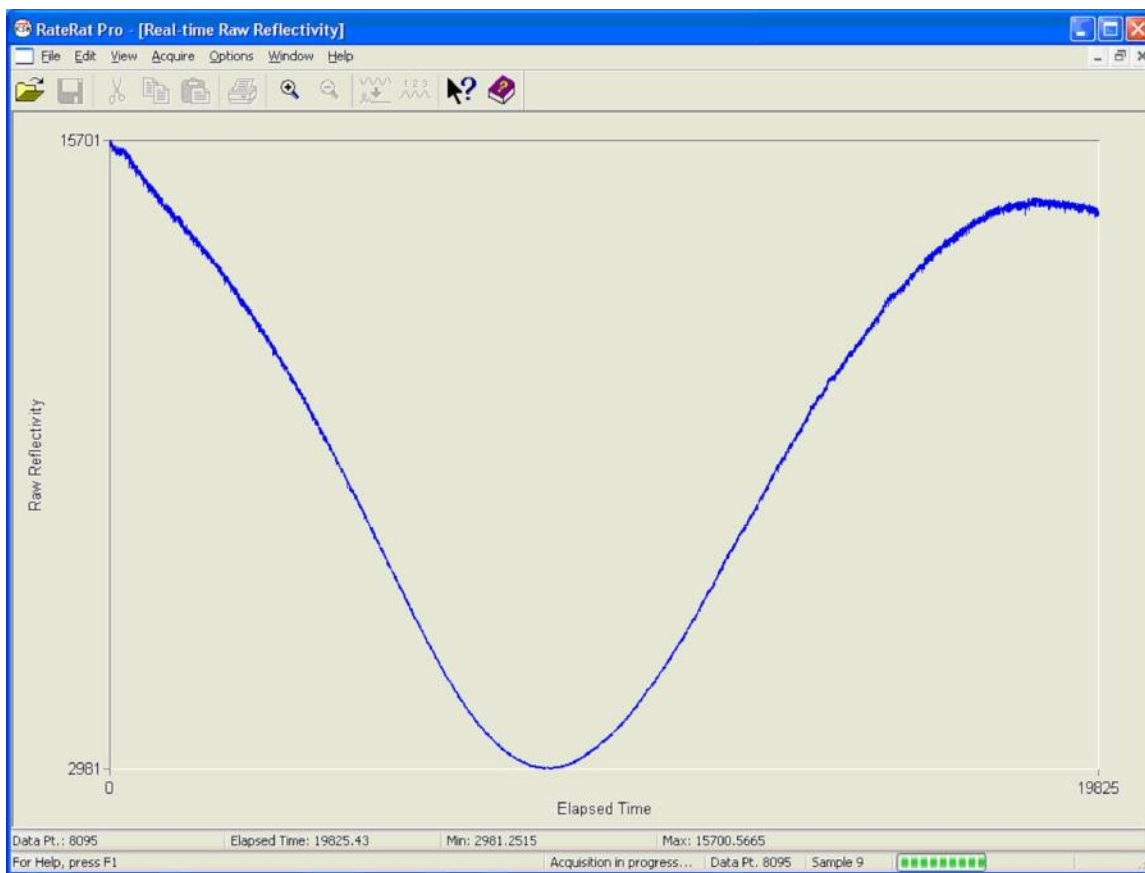 RateRat Pro - [Real-time Raw Reflectivity]
File Edit View Acquire Options Window Help
15701
Raw Reflectivity
2981
0
19825
Elapsed Time
Data Pt.: 8095 Elapsed Time: 19825.43 Min: 2981.2515 Max: 15700.5665
For Help, press F1 Acquisition in progress... Data Pt. 8095 Sample 9